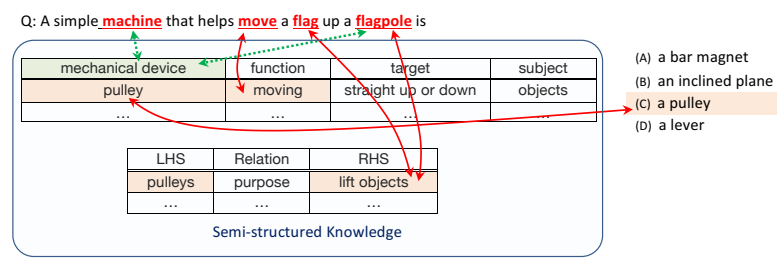 Q: A simple machine that helps move a flag up a flagpole is
mechanical device function target subject
pulley moving straight up or down objects
... ... ... ...
LHS Relation RHS
pulleys purpose lift objects
... ... ...
Semi-structured Knowledge
(A) a bar magnet
(B) an inclined plane
(C) a pulley
(D) a lever